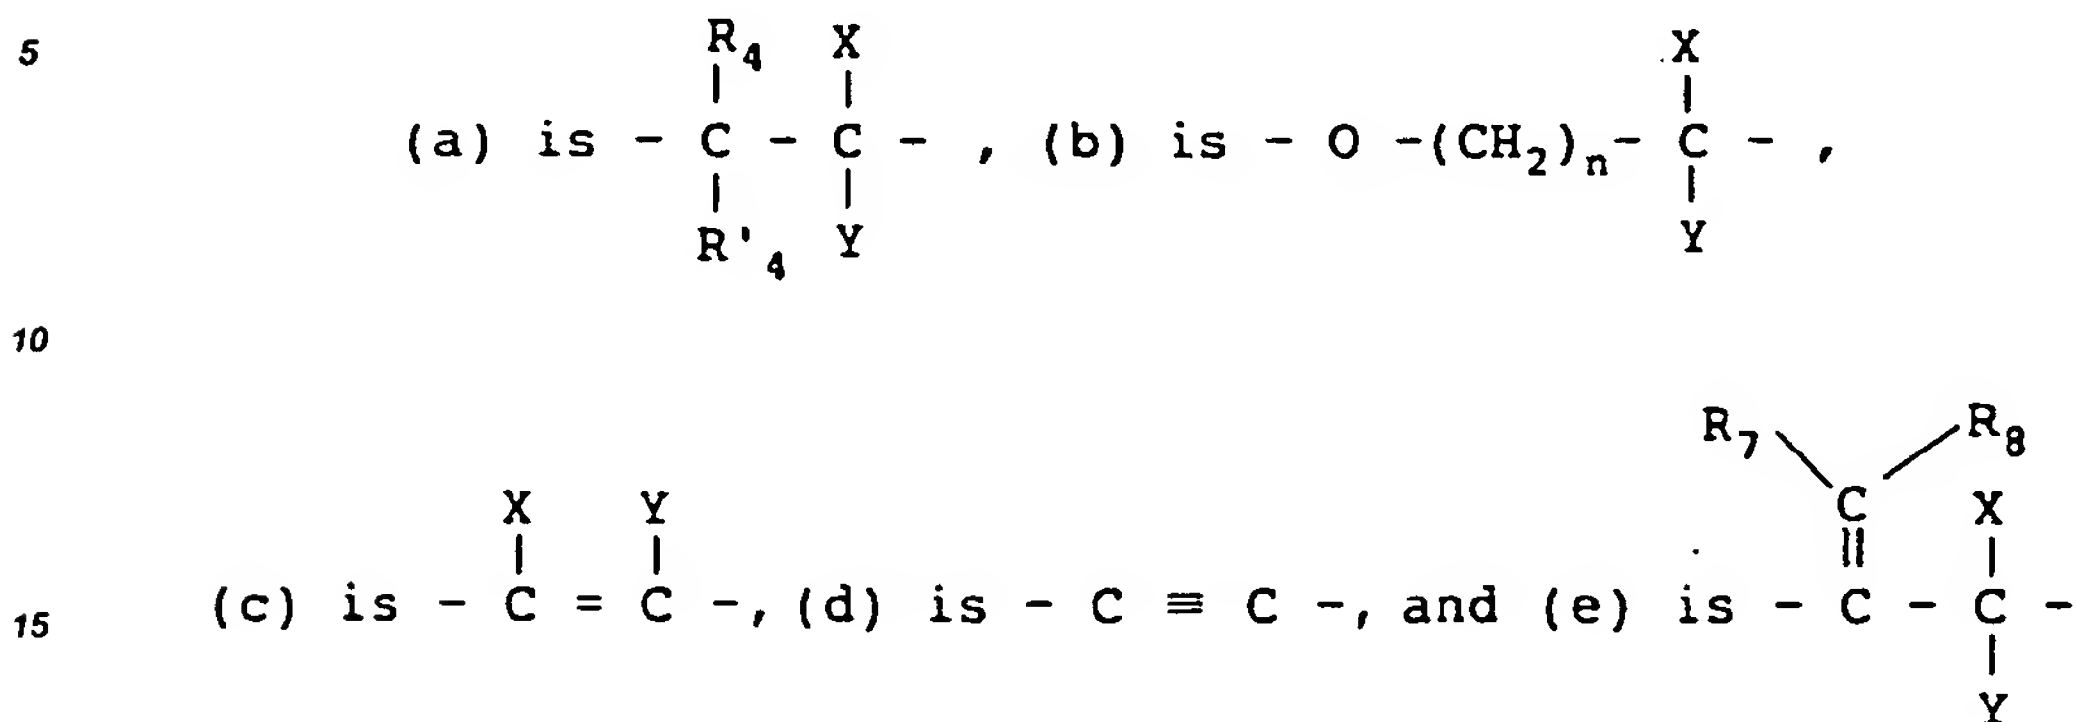 5 R₄ X X
(a) is - C - C - , (b) is - O -(CH₂)ₙ- C - ,
R'₄ Y Y
10
R₇ R₈
X Y C X
15 (c) is - C = C -, (d) is - C ≡ C -, and (e) is - C - C -
Y